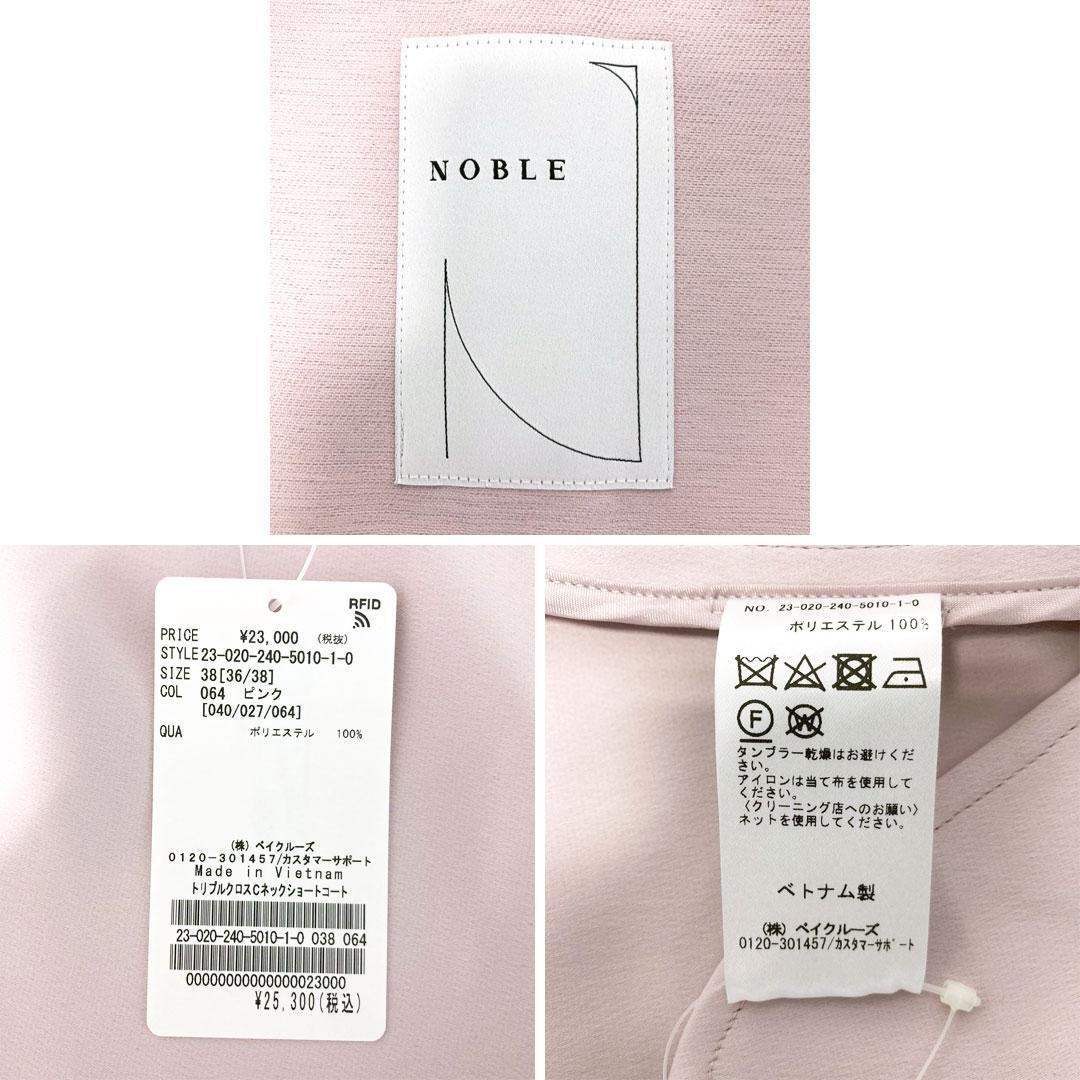 NOBLE
RFID
PRICE ¥23,000 (税抜)
STYLE 23-020-240-5010-1-0
SIZE 38[36/38]
COL 064 ピンク
[040/027/064]
QUA ポリエステル 100%
(株) ベイクルーズ
0120-301457/カスタマーサポート
Made in Vietnam
トリプルクロスCネックショートコート
23-020-240-5010-1-0 038 064
00000000000000023000
¥25,300(税込)
NO. 23-020-240-5010-1-0
ポリエステル 100%
F W
タンブラー乾燥はお避けくだ
さい。
アイロンは当て布を使用して
ください。
〈クリーニング店へのお願い〉
ネットを使用してください。
ベトナム製
(株) ベイクルーズ
0120-301457/カスタマーサポート